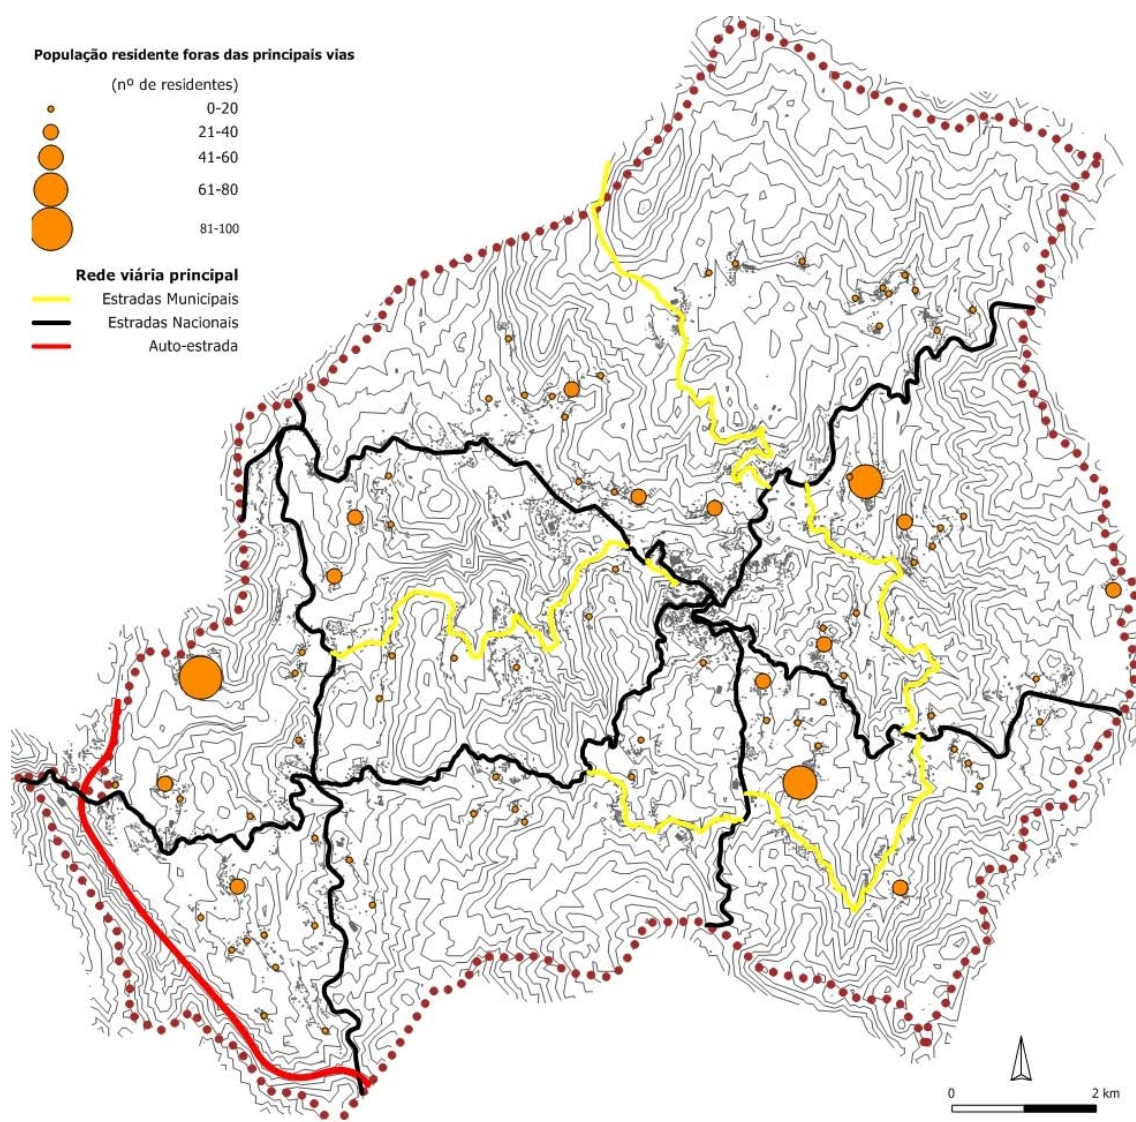 População residente foras das principais vias
(nº de residentes)
0-20
21-40
41-60
61-80
81-100
Rede viária principal
Estradas Municipais
Estradas Nacionais
Auto-estrada
0 2 km